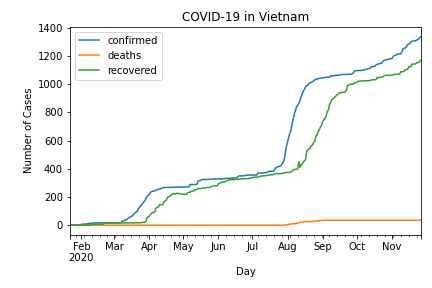 COVID-19 in Vietnam
1400
1200
1000
800
600
400
200
0
Number of Cases
confirmed
deaths
recovered
Feb Mar Apr May Jun Jul Aug Sep Oct Nov
2020
Day